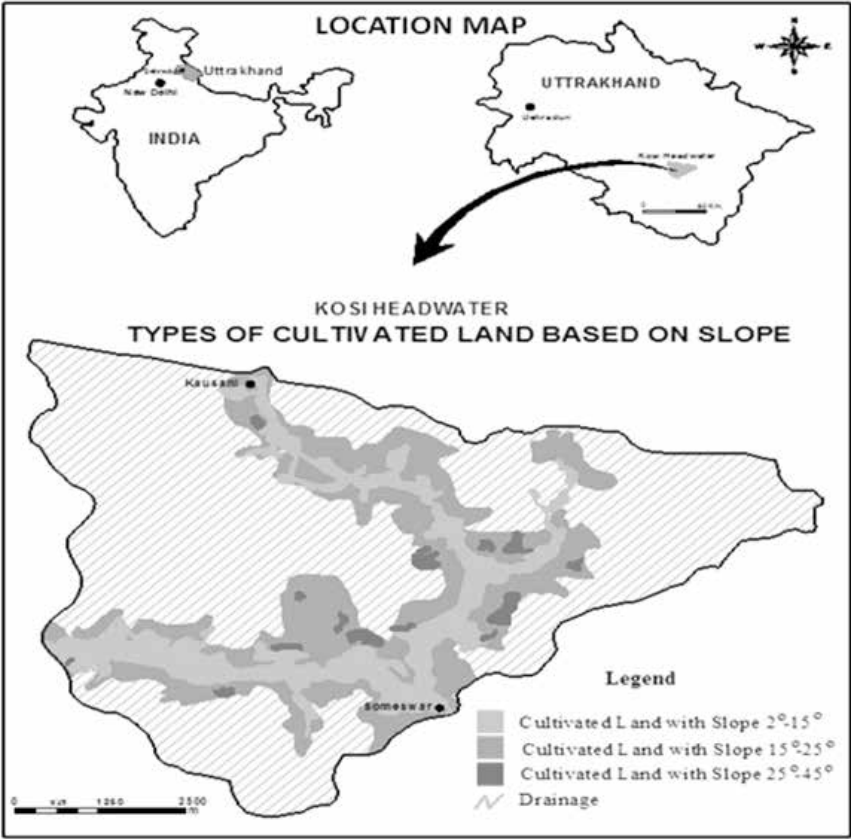 LOCATION MAP
Uttrakhand
New Delhi
INDIA
N
W
E
S
UTTRAKHAND
Dehradun
Kosi Headwater
0
KOSI HEADWATER
TYPES OF CULTIVATED LAND BASED ON SLOPE
Kausani
Someswar
Legend
Cultivated Land with Slope 2°-15°
Cultivated Land with Slope 15°-25°
Cultivated Land with Slope 25°-45°
Drainage
0 1250 2500
m